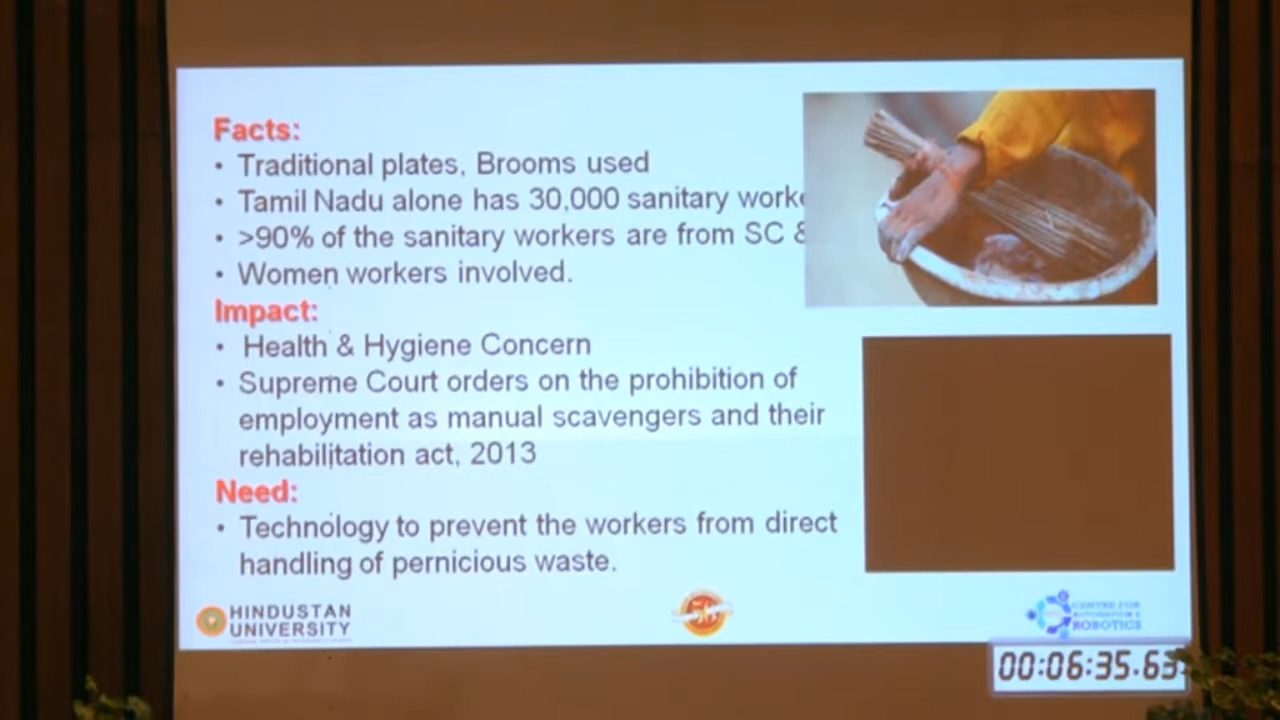 Facts:
• Traditional plates, Brooms used
• Tamil Nadu alone has 30,000 sanitary work
• >90% of the sanitary workers are from SC &
• Women workers involved.
Impact:
• Health & Hygiene Concern
• Supreme Court orders on the prohibition of
employment as manual scavengers and their
rehabilitation act, 2013
Need:
• Technology to prevent the workers from direct
handling of pernicious waste.
HINDUSTAN
UNIVERSITY
CENTRE FOR
AUTOMATION &
ROBOTICS
00:06:35.63